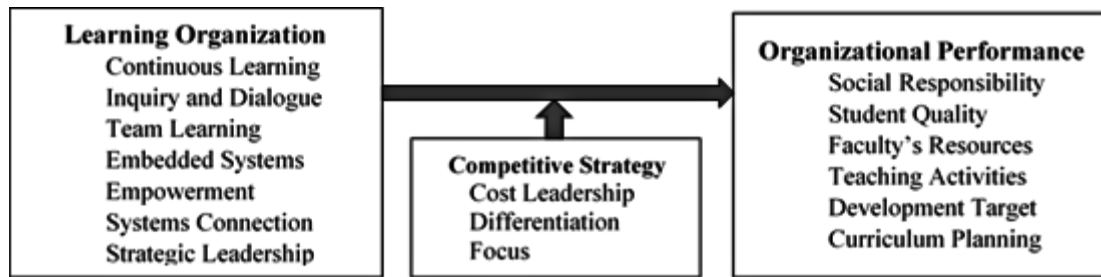 Learning Organization
Continuous Learning
Inquiry and Dialogue
Team Learning
Embedded Systems
Empowerment
Systems Connection
Strategic Leadership
Competitive Strategy
Cost Leadership
Differentiation
Focus
Organizational Performance
Social Responsibility
Student Quality
Faculty's Resources
Teaching Activities
Development Target
Curriculum Planning